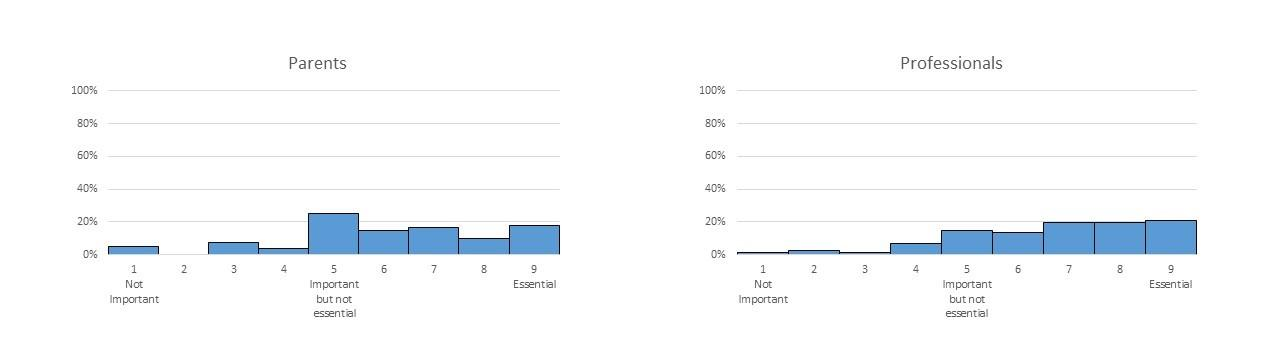 Parents
100%
80%
60%
40%
20%
0%
1 2 3 4 5 6 7 8 9
Not Important
Important but not essential
Essential
Professionals
100%
80%
60%
40%
20%
0%
1 2 3 4 5 6 7 8 9
Not Important
Important but not essential
Essential